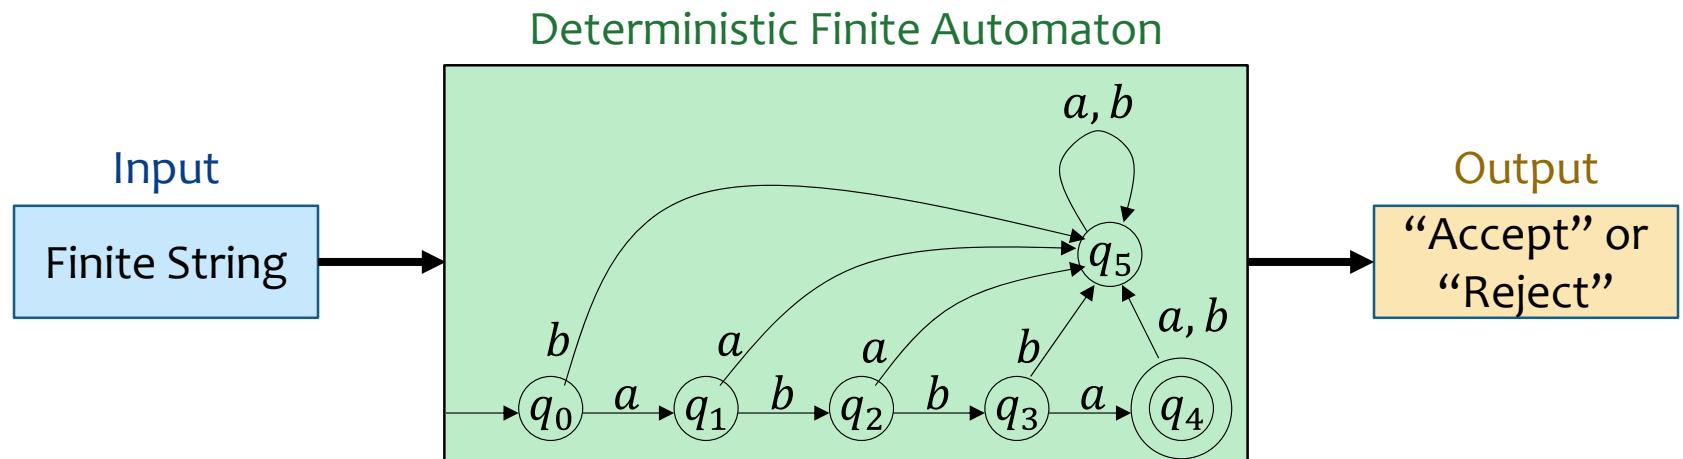 Deterministic Finite Automaton
a, b
Input
Output
Finite String
“Accept” or
“Reject”
q₅
a, b
b
a
a
b
q₀
a
q₁
b
q₂
b
q₃
a
q₄